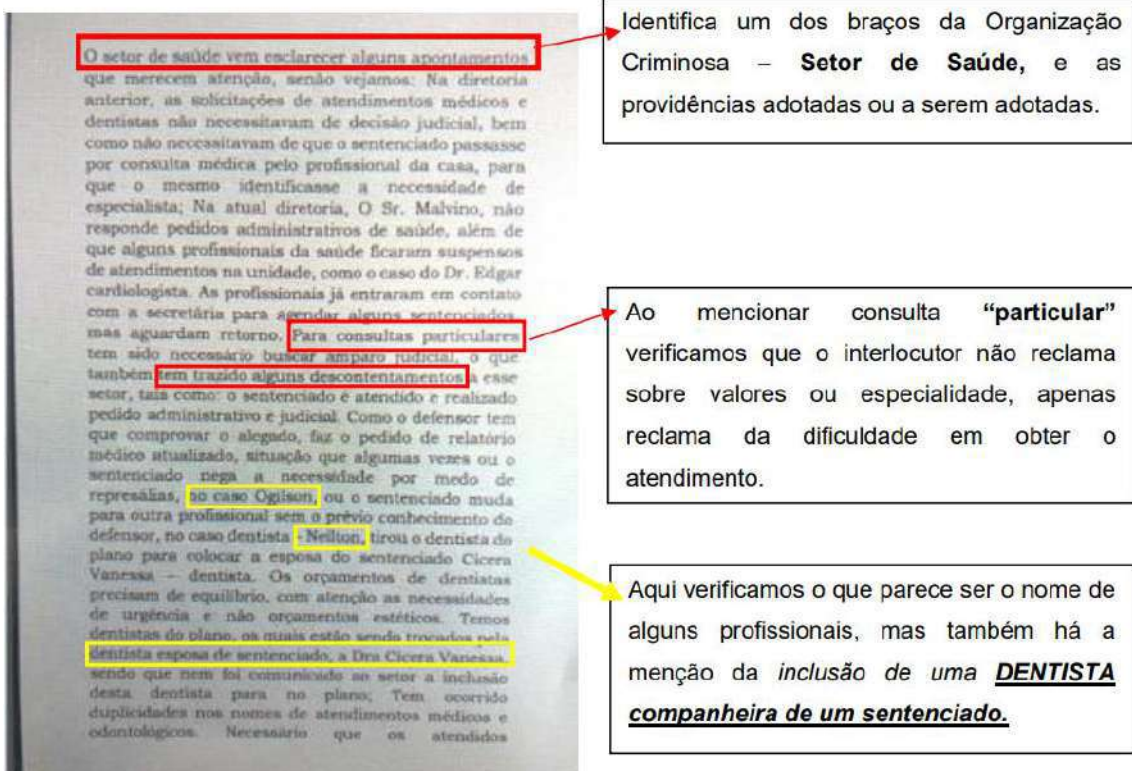 O setor de saúde vem esclarecer alguns apontamentos
que merecem atenção, senão vejamos: Na diretoria
anterior, as solicitações de atendimentos médicos e
dentistas não necessitavam de decisão judicial, bem
como não necessitavam de que o sentenciado passasse
por consulta médica pelo profissional da casa, para
que o mesmo identificasse a necessidade de
especialista; Na atual diretoria, O Sr. Malvino, não
responde pedidos administrativos de saúde, além de
que alguns profissionais da saúde ficaram suspensos
de atendimentos na unidade, como o caso do Dr. Edgar
cardiologista. As profissionais já entraram em contato
com a secretária para agendar alguns sentenciados,
mas aguardam retorno. Para consultas particulares
tem sido necessário buscar amparo judicial, o que
também tem trazido alguns descontentamentos a esse
setor, tais como: o sentenciado é atendido e realizado
pedido administrativo e judicial. Como o defensor tem
que comprovar o alegado, faz o pedido de relatório
médico atualizado, situação que algumas vezes ou o
sentenciado nega a necessidade por medo de
represálias, no caso Ogilson, ou o sentenciado muda
para outra profissional sem o prévio conhecimento do
defensor, no caso dentista - Neilton, tirou o dentista do
plano para colocar a esposa do sentenciado Cicera
Vanessa – dentista. Os orçamentos de dentistas
precisam de equilíbrio, com atenção as necessidades
de urgência e não orçamentos estéticos. Temos
dentistas do plano, os quais estão sendo trocados pela
dentista esposa de sentenciado, a Dra Cicera Vanessa,
sendo que nem foi comunicado ao setor a inclusão
desta dentista para no plano; Tem ocorrido
duplicidades nos nomes de atendimentos médicos e
odontológicos. Necessário que os atendidos
Identifica um dos braços da Organização
Criminosa – Setor de Saúde, e as
providências adotadas ou a serem adotadas.
Ao mencionar consulta “particular”
verificamos que o interlocutor não reclama
sobre valores ou especialidade, apenas
reclama da dificuldade em obter o
atendimento.
Aqui verificamos o que parece ser o nome de
alguns profissionais, mas também há a
menção da inclusão de uma DENTISTA
companheira de um sentenciado.